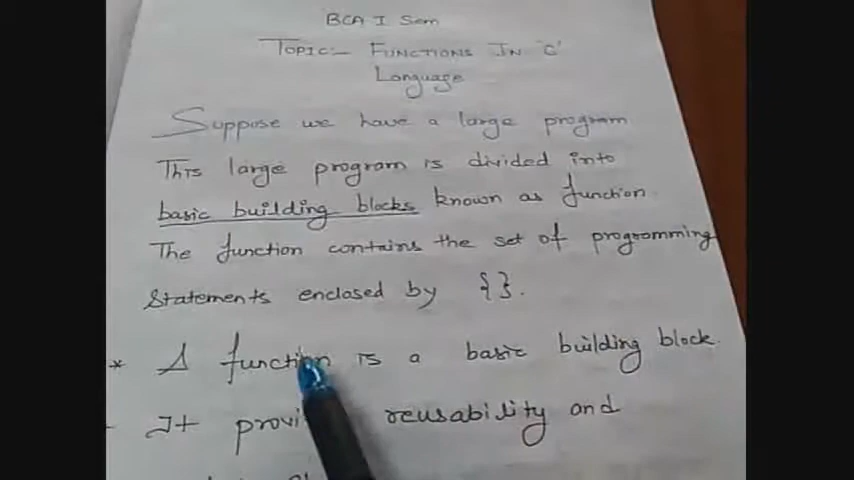 BCA I Sem
Topic:- Functions In 'C'
Language
Suppose we have a large program
This large program is divided into
basic building blocks known as function.
The function contains the set of programming
statements enclosed by {}.
* A function is a basic building block.
It reusability and